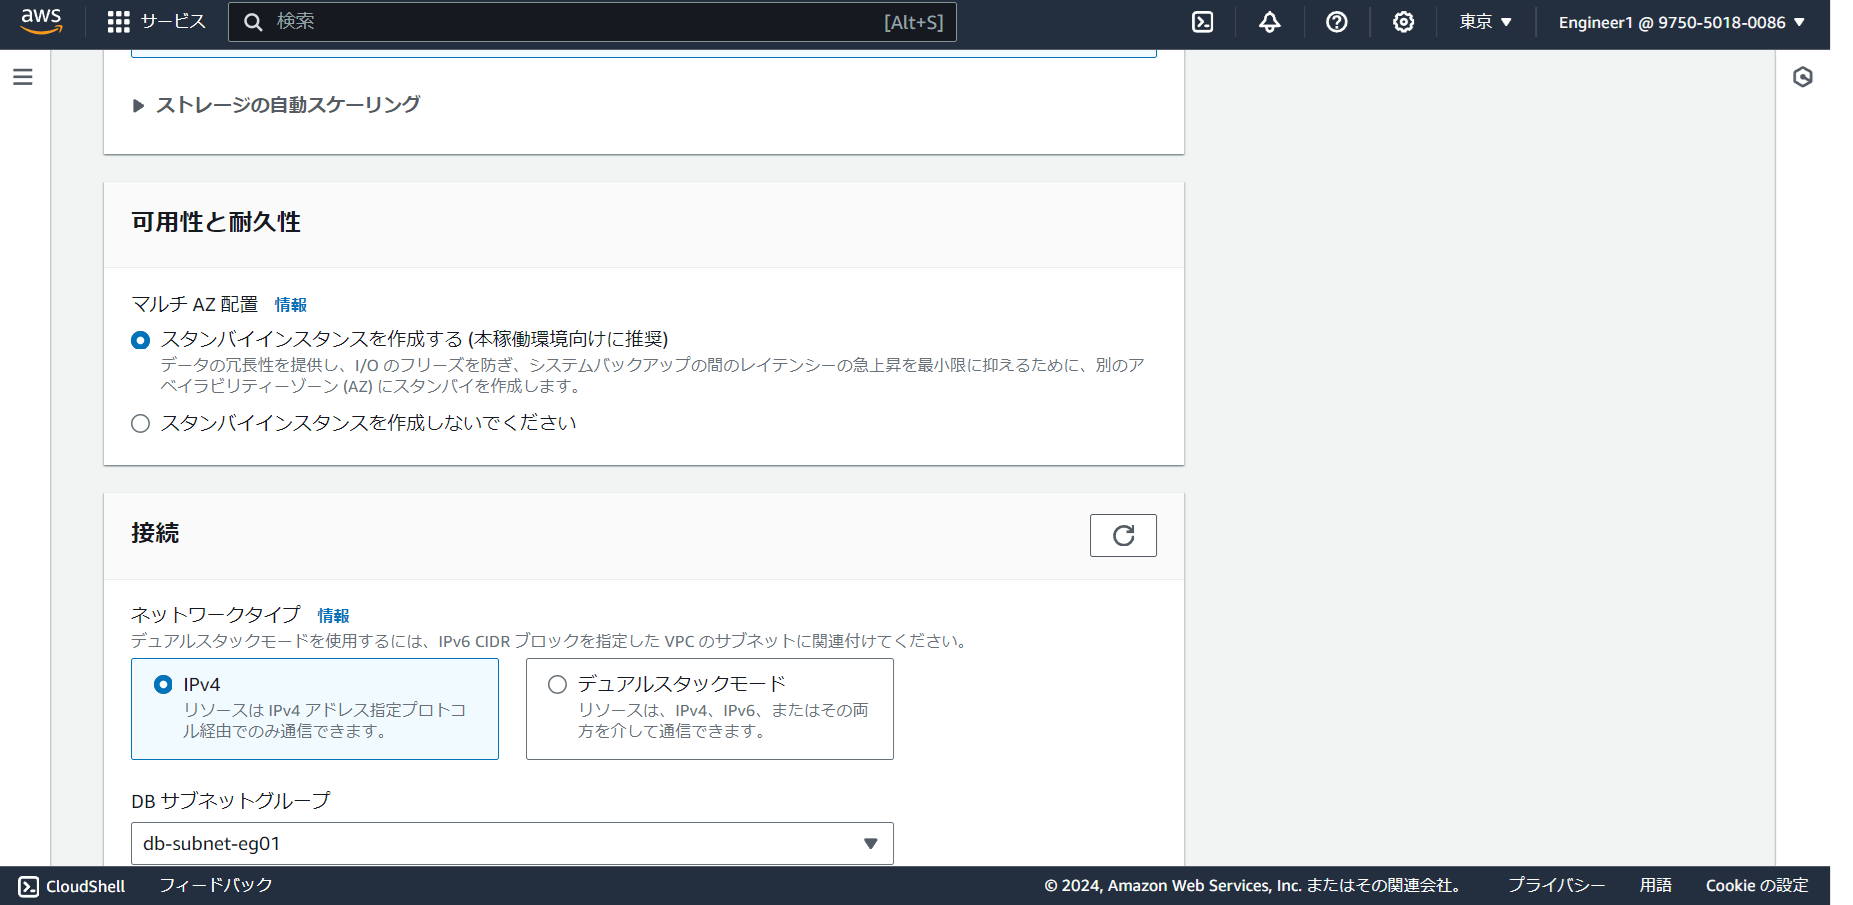 aws
サービス
検索
[Alt+S]
東京
Engineer1 @ 9750-5018-0086
ストレージの自動スケーリング
可用性と耐久性
マルチ AZ 配置 情報
スタンバイインスタンスを作成する (本稼働環境向けに推奨)
データの冗長性を提供し、I/O のフリーズを防ぎ、システムバックアップの間のレイテンシーの急上昇を最小限に抑えるために、別のア
ベイラビリティーゾーン (AZ) にスタンバイを作成します。
スタンバイインスタンスを作成しないでください
接続
ネットワークタイプ 情報
デュアルスタックモードを使用するには、IPv6 CIDR ブロックを指定した VPC のサブネットに関連付けてください。
IPv4
リソースは IPv4 アドレス指定プロトコ
ル経由でのみ通信できます。
デュアルスタックモード
リソースは、IPv4、IPv6、またはその両
方を介して通信できます。
DB サブネットグループ
db-subnet-eg01
CloudShell
フィードバック
© 2024, Amazon Web Services, Inc. またはその関連会社。
プライバシー
用語
Cookie の設定